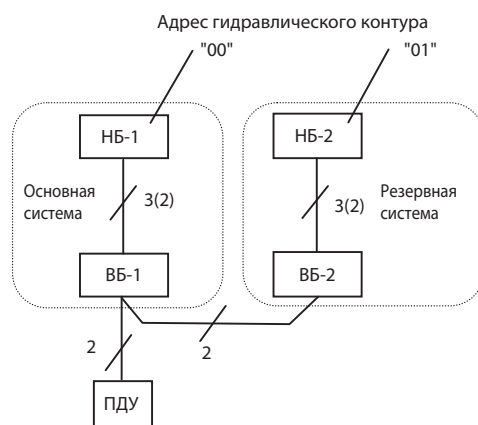 Адрес гидравлического контура
"00"
"01"
НБ-1
НБ-2
Основная
система
3(2)
3(2)
Резервная
система
ВБ-1
ВБ-2
2
2
ПДУ